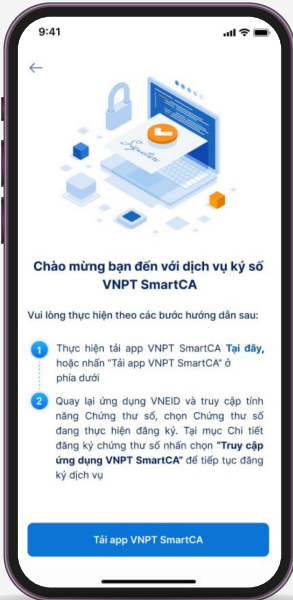 9:41
Signature
Chào mừng bạn đến với dịch vụ ký số
VNPT SmartCA
Vui lòng thực hiện theo các bước hướng dẫn sau:
1 Thực hiện tải app VNPT SmartCA Tại đây,
hoặc nhấn “Tải app VNPT SmartCA” ở
phía dưới
2 Quay lại ứng dụng VNEID và truy cập tính
năng Chứng thư số, chọn Chứng thư số
đang thực hiện đăng ký. Tại mục Chi tiết
đăng ký chứng thư số nhấn chọn "Truy cập
ứng dụng VNPT SmartCA" để tiếp tục đăng
ký dịch vụ
Tải app VNPT SmartCA